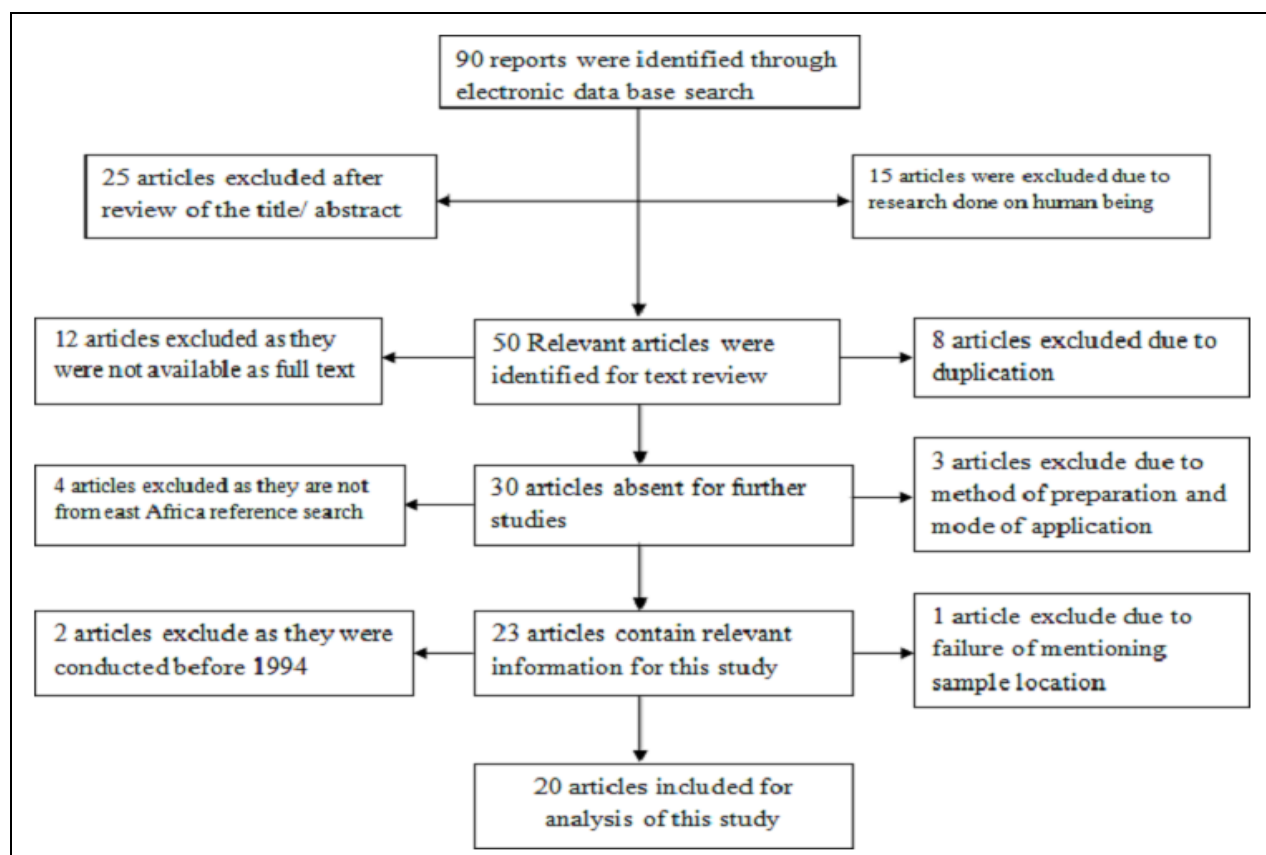 90 reports were identified through
electronic data base search
25 articles excluded after
review of the title/ abstract
15 articles were excluded due to
research done on human being
12 articles excluded as they
were not available as full text
50 Relevant articles were
identified for text review
8 articles excluded due to
duplication
4 articles excluded as they are not
from east Africa reference search
30 articles absent for further
studies
3 articles exclude due to
method of preparation and
mode of application
2 articles exclude as they were
conducted before 1994
23 articles contain relevant
information for this study
1 article exclude due to
failure of mentioning
sample location
20 articles included for
analysis of this study